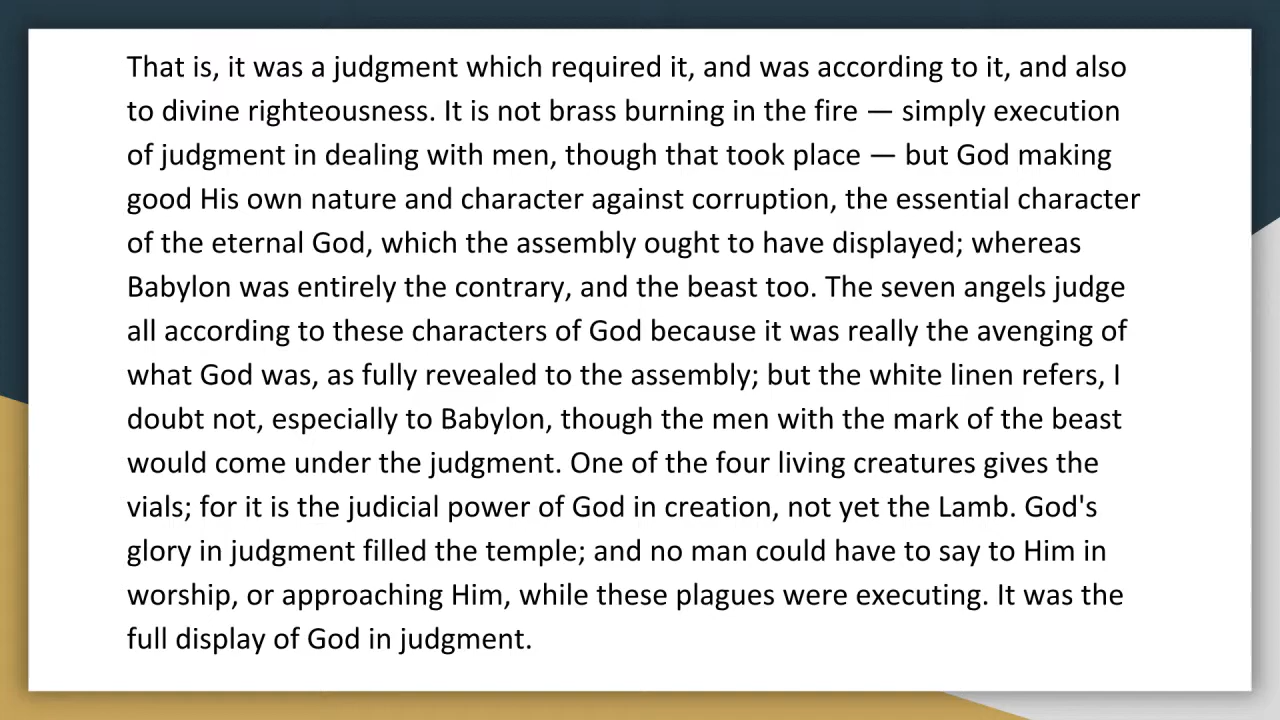 That is, it was a judgment which required it, and was according to it, and also
to divine righteousness. It is not brass burning in the fire — simply execution
of judgment in dealing with men, though that took place — but God making
good His own nature and character against corruption, the essential character
of the eternal God, which the assembly ought to have displayed; whereas
Babylon was entirely the contrary, and the beast too. The seven angels judge
all according to these characters of God because it was really the avenging of
what God was, as fully revealed to the assembly; but the white linen refers, I
doubt not, especially to Babylon, though the men with the mark of the beast
would come under the judgment. One of the four living creatures gives the
vials; for it is the judicial power of God in creation, not yet the Lamb. God's
glory in judgment filled the temple; and no man could have to say to Him in
worship, or approaching Him, while these plagues were executing. It was the
full display of God in judgment.